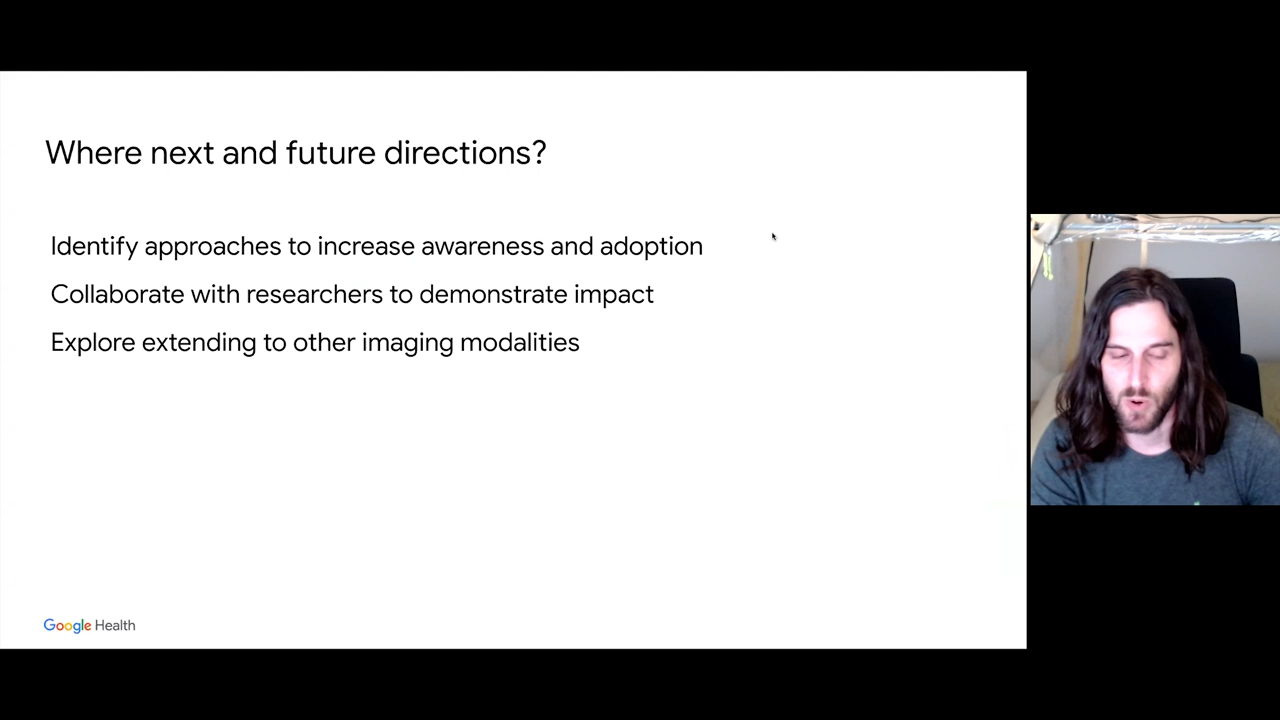 Where next and future directions?
Identify approaches to increase awareness and adoption
Collaborate with researchers to demonstrate impact
Explore extending to other imaging modalities
Google Health